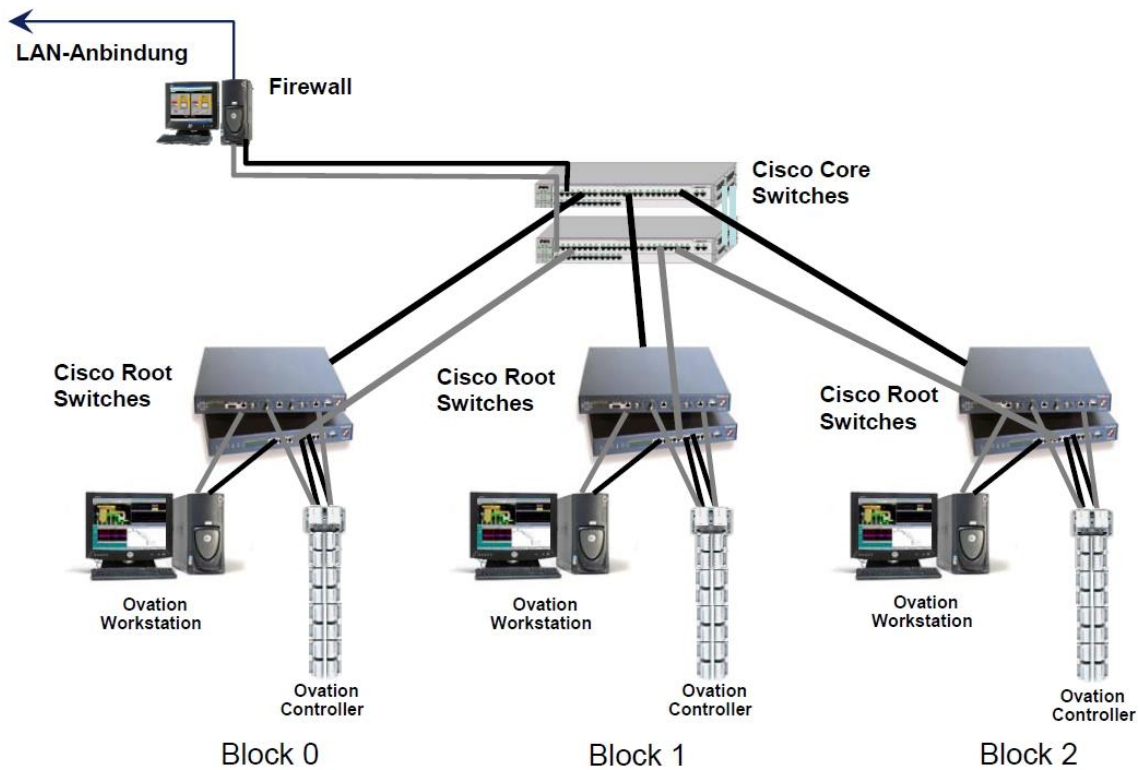 LAN-Anbindung
Firewall
Cisco Core
Switches
Cisco Root
Switches
Cisco Root
Switches
Cisco Root
Switches
Ovation
Workstation
Ovation
Workstation
Ovation
Workstation
Ovation
Controller
Ovation
Controller
Ovation
Controller
Block 0
Block 1
Block 2